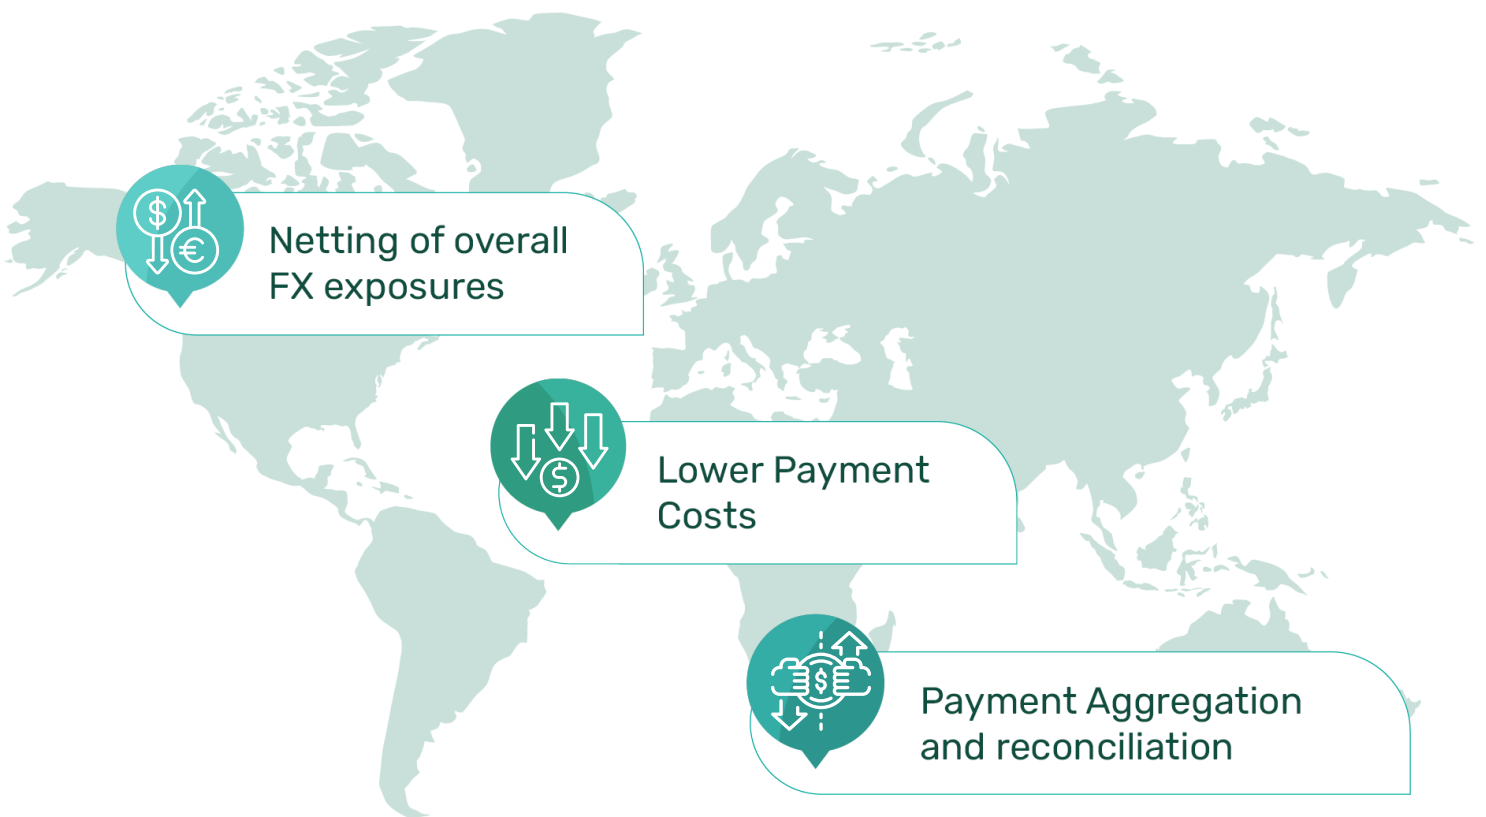 Netting of overall
FX exposures
Lower Payment
Costs
Payment Aggregation
and reconciliation